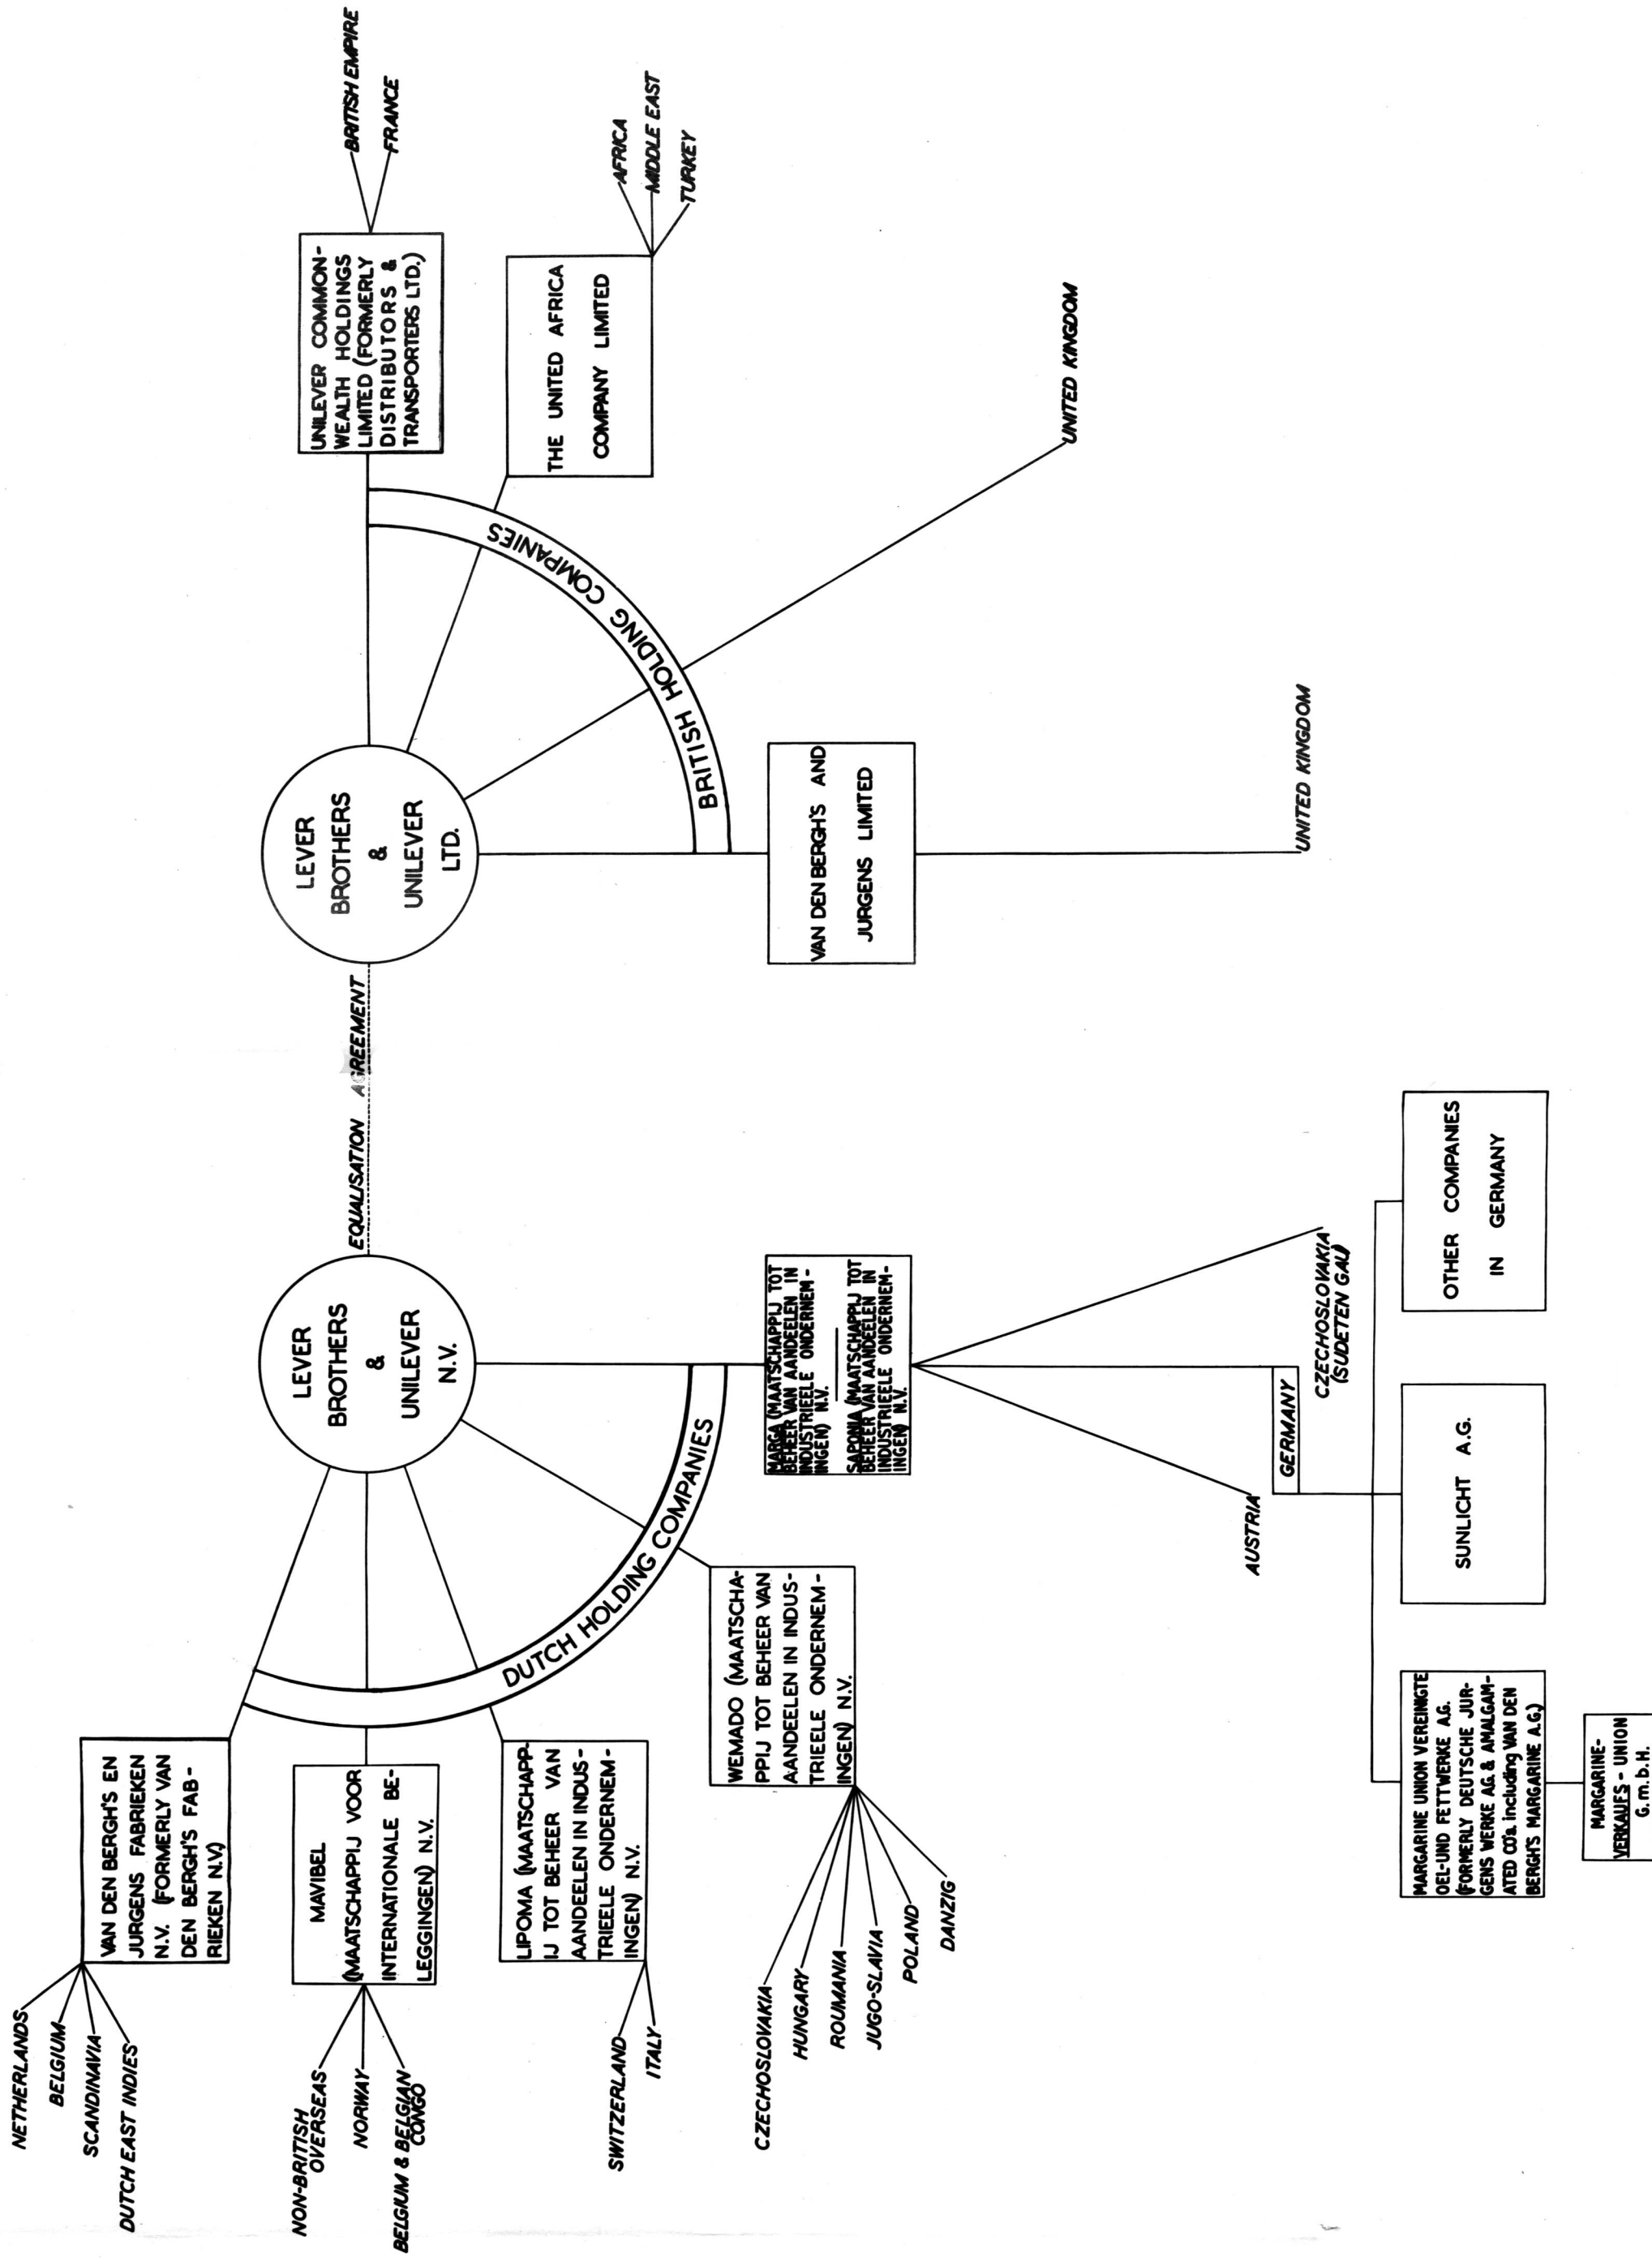 LEVER
BROTHERS
&
UNILEVER
N.V.
EQUALISATION AGREEMENT
LEVER
BROTHERS
&
UNILEVER
LTD.
DUTCH HOLDING COMPANIES
NETHERLANDS
BELGIUM
SCANDINAVIA
DUTCH EAST INDIES
VAN DEN BERGH'S EN
JURGENS FABRIEKEN
N.V. (FORMERLY VAN
DEN BERGH'S FAB-
RIEKEN N.V.)
NON-BRITISH
OVERSEAS
NORWAY
BELGIUM & BELGIAN
CONGO
MAVIBEL
(MAATSCHAPPIJ VOOR
INTERNATIONALE BE-
LEGGINGEN) N.V.
SWITZERLAND
ITALY
LIPOMA (MAATSCHAPP-
IJ TOT BEHEER VAN
AANDEELEN IN INDUS-
TRIEELE ONDERNEM-
INGEN) N.V.
CZECHOSLOVAKIA
HUNGARY
ROUMANIA
JUGO-SLAVIA
POLAND
DANZIG
WEMADO (MAATSCHA-
PPIJ TOT BEHEER VAN
AANDEELEN IN INDUS-
TRIEELE ONDERNEM-
INGEN) N.V.
MARGA (MAATSCHAPPIJ TOT
BEHEER VAN AANDEELEN IN
INDUSTRIEELE ONDERNEM-
INGEN) N.V.
SAPONIA (MAATSCHAPPIJ TOT
BEHEER VAN AANDEELEN IN
INDUSTRIEELE ONDERNEM-
INGEN) N.V.
AUSTRIA
GERMANY
CZECHOSLOVAKIA
(SUDETEN GAU)
MARGARINE UNION VEREINIGTE
OEL-UND FETTWERKE A.G.
(FORMERLY DEUTSCHE JUR-
GENS WERKE A.G. & AMALGAM-
ATED CO's. including VAN DEN
BERGH'S MARGARINE A.G.)
MARGARINE-
VERKAUFS-UNION
G.m.b.H.
SUNLICHT A.G.
OTHER COMPANIES
IN GERMANY
BRITISH HOLDING COMPANIES
VAN DEN BERGH'S AND
JURGENS LIMITED
UNITED KINGDOM
UNITED KINGDOM
THE UNITED AFRICA
COMPANY LIMITED
AFRICA
MIDDLE EAST
TURKEY
UNILEVER COMMON-
WEALTH HOLDINGS
LIMITED (FORMERLY
DISTRIBUTORS &
TRANSPORTERS LTD.)
BRITISH EMPIRE
FRANCE